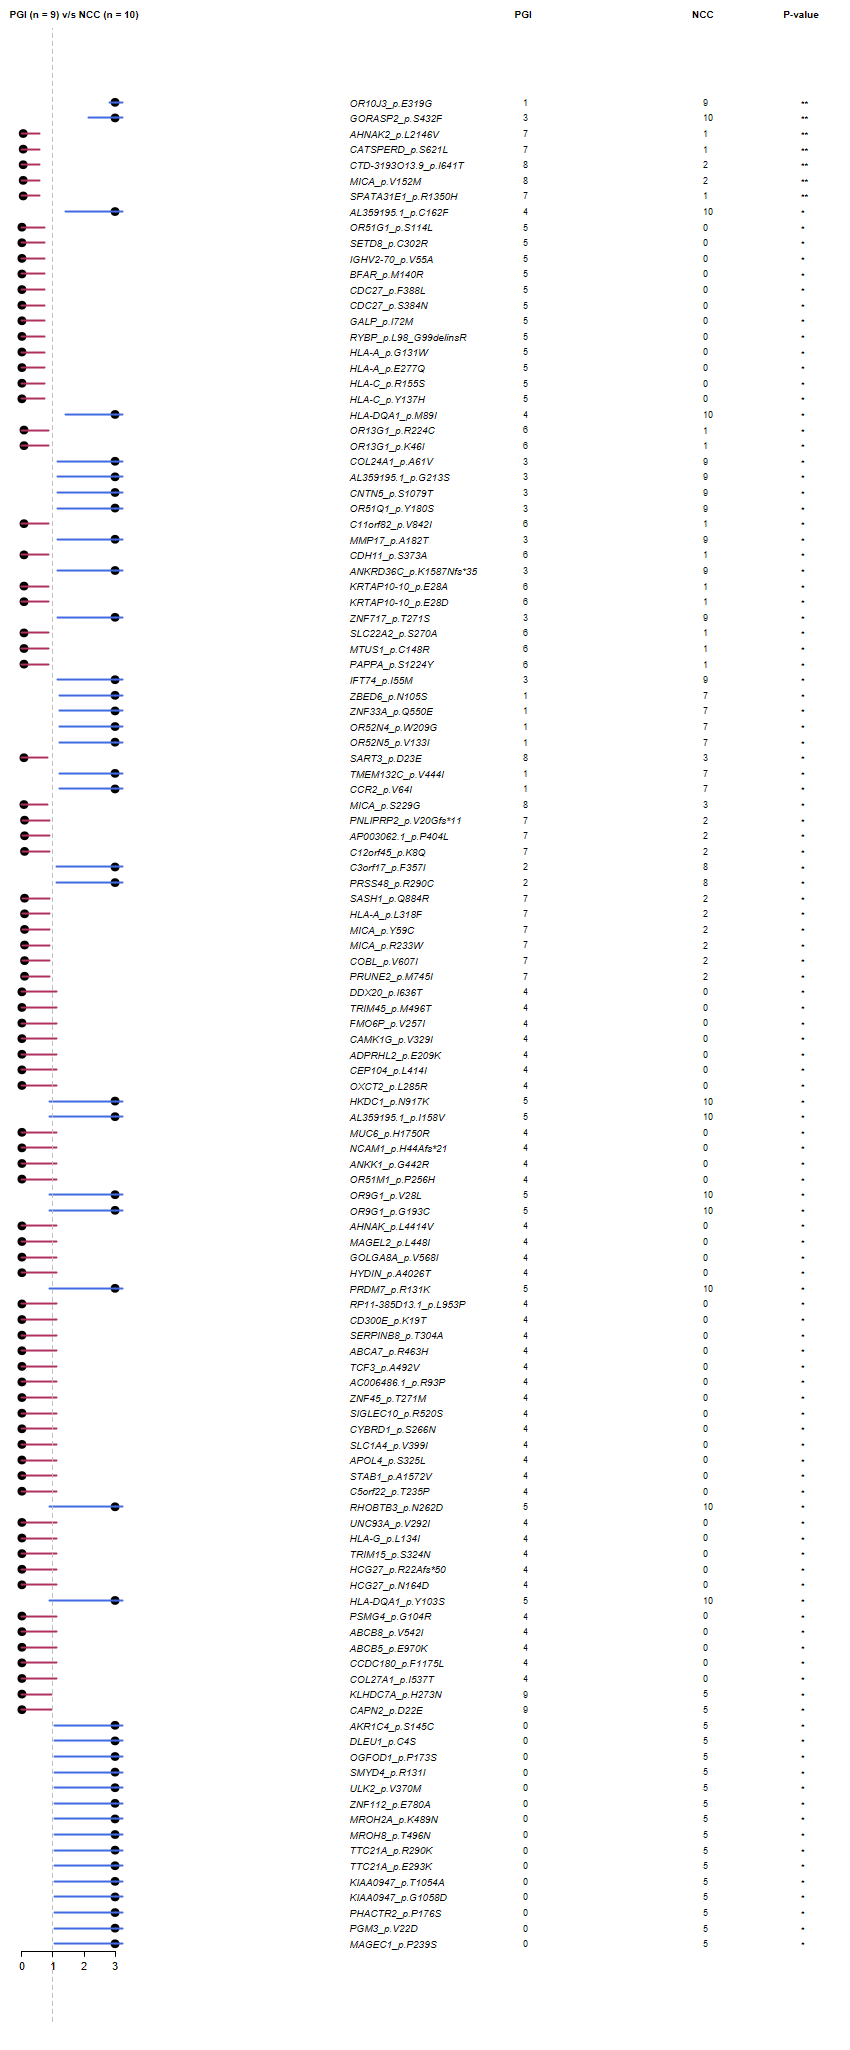 PGI (n = 9) v/s NCC (n = 10) PGI NCC P-value
OR10J3_p.E319G 1 9 **
GORASP2_p.S432F 3 10 **
AHNAK2_p.L2146V 7 1 **
CATSPERD_p.S621L 7 1 **
CTD-3193O13.9_p.I641T 8 2 **
MICA_p.V152M 8 2 **
SPATA31E1_p.R1350H 7 1 **
AL359195.1_p.C162F 4 10 *
OR51G1_p.S114L 5 0 *
SETD8_p.C302R 5 0 *
IGHV2-70_p.V55A 5 0 *
BFAR_p.M140R 5 0 *
CDC27_p.F388L 5 0 *
CDC27_p.S384N 5 0 *
GALP_p.I72M 5 0 *
RYBP_p.L98_G99delinsR 5 0 *
HLA-A_p.G131W 5 0 *
HLA-A_p.E277Q 5 0 *
HLA-C_p.R155S 5 0 *
HLA-C_p.Y137H 5 0 *
HLA-DQA1_p.M89I 4 10 *
OR13G1_p.R224C 6 1 *
OR13G1_p.K46I 6 1 *
COL24A1_p.A61V 3 9 *
AL359195.1_p.G213S 3 9 *
CNTN5_p.S1079T 3 9 *
OR51Q1_p.Y180S 3 9 *
C11orf82_p.V842I 6 1 *
MMP17_p.A182T 3 9 *
CDH11_p.S373A 6 1 *
ANKRD36C_p.K1587Nfs*35 3 9 *
KRTAP10-10_p.E28A 6 1 *
KRTAP10-10_p.E28D 6 1 *
ZNF717_p.T271S 3 9 *
SLC22A2_p.S270A 6 1 *
MTUS1_p.C148R 6 1 *
PAPPA_p.S1224Y 6 1 *
IFT74_p.I55M 3 9 *
ZBED6_p.N105S 1 7 *
ZNF33A_p.Q550E 1 7 *
OR52N4_p.W209G 1 7 *
OR52N5_p.V133I 1 7 *
SART3_p.D23E 8 3 *
TMEM132C_p.V444I 1 7 *
CCR2_p.V64I 1 7 *
MICA_p.S229G 8 3 *
PNLIPRP2_p.V20Gfs*11 7 2 *
AP003062.1_p.P404L 7 2 *
C12orf45_p.K8Q 7 2 *
C3orf17_p.F357I 2 8 *
PRSS48_p.R290C 2 8 *
SASH1_p.Q884R 7 2 *
HLA-A_p.L318F 7 2 *
MICA_p.Y59C 7 2 *
MICA_p.R233W 7 2 *
COBL_p.V607I 7 2 *
PRUNE2_p.M745I 7 2 *
DDX20_p.I636T 4 0 *
TRIM45_p.M496T 4 0 *
FMO6P_p.V257I 4 0 *
CAMK1G_p.V329I 4 0 *
ADPRHL2_p.E209K 4 0 *
CEP104_p.L414I 4 0 *
OXCT2_p.L285R 4 0 *
HKDC1_p.N917K 5 10 *
AL359195.1_p.I158V 5 10 *
MUC6_p.H1750R 4 0 *
NCAM1_p.H44Afs*21 4 0 *
ANKK1_p.G442R 4 0 *
OR51M1_p.P256H 4 0 *
OR9G1_p.V28L 5 10 *
OR9G1_p.G193C 5 10 *
AHNAK_p.L4414V 4 0 *
MAGEL2_p.L448I 4 0 *
GOLGA8A_p.V568I 4 0 *
HYDIN_p.A4026T 4 0 *
PRDM7_p.R131K 5 10 *
RP11-385D13.1_p.L953P 4 0 *
CD300E_p.K19T 4 0 *
SERPINB8_p.T304A 4 0 *
ABCA7_p.R463H 4 0 *
TCF3_p.A492V 4 0 *
AC006486.1_p.R93P 4 0 *
ZNF45_p.T271M 4 0 *
SIGLEC10_p.R520S 4 0 *
CYBRD1_p.S266N 4 0 *
SLC1A4_p.V399I 4 0 *
APOL4_p.S325L 4 0 *
STAB1_p.A1572V 4 0 *
C5orf22_p.T235P 4 0 *
RHOBTB3_p.N262D 5 10 *
UNC93A_p.V292I 4 0 *
HLA-G_p.L134I 4 0 *
TRIM15_p.S324N 4 0 *
HCG27_p.R22Afs*50 4 0 *
HCG27_p.N164D 4 0 *
HLA-DQA1_p.Y103S 5 10 *
PSMG4_p.G104R 4 0 *
ABCB8_p.V542I 4 0 *
ABCB5_p.E970K 4 0 *
CCDC180_p.F1175L 4 0 *
COL27A1_p.I537T 4 0 *
KLHDC7A_p.H273N 9 5 *
CAPN2_p.D22E 9 5 *
AKR1C4_p.S145C 0 5 *
DLEU1_p.C4S 0 5 *
OGFOD1_p.P173S 0 5 *
SMYD4_p.R131I 0 5 *
ULK2_p.V370M 0 5 *
ZNF112_p.E780A 0 5 *
MROH2A_p.K489N 0 5 *
MROH8_p.T496N 0 5 *
TTC21A_p.R290K 0 5 *
TTC21A_p.E293K 0 5 *
KIAA0947_p.T1054A 0 5 *
KIAA0947_p.G1058D 0 5 *
PHACTR2_p.P176S 0 5 *
PGM3_p.V22D 0 5 *
MAGEC1_p.P239S 0 5 *
0 1 2 3